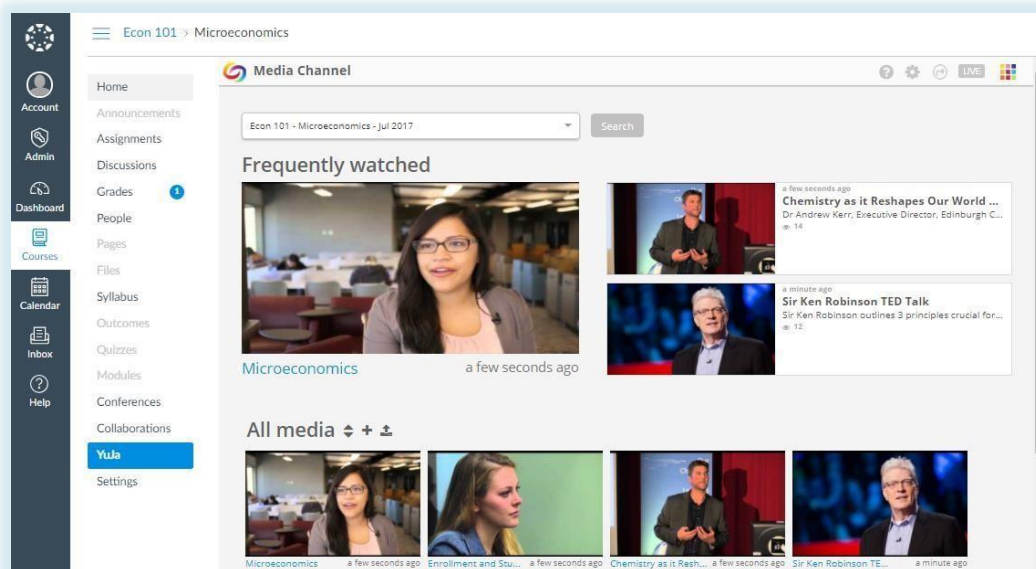 Econ 101 > Microeconomics
Account
Admin
Dashboard
Courses
Calendar
Inbox
Help
Home
Announcements
Assignments
Discussions
Grades 1
People
Pages
Files
Syllabus
Outcomes
Quizzes
Modules
Conferences
Collaborations
YuJa
Settings
Media Channel
LIVE
Econ 101 - Microeconomics - Jul 2017
Search
Frequently watched
Microeconomics a few seconds ago
a few seconds ago
Chemistry as it Reshapes Our World ...
Dr Andrew Kerr, Executive Director, Edinburgh C...
14
a minute ago
Sir Ken Robinson TED Talk
Sir Ken Robinson outlines 3 principles crucial for...
12
All media
Microeconomics a few seconds ago
Enrollment and Stu... a few seconds ago
Chemistry as it Resh... a few seconds ago
Sir Ken Robinson TE... a minute ago